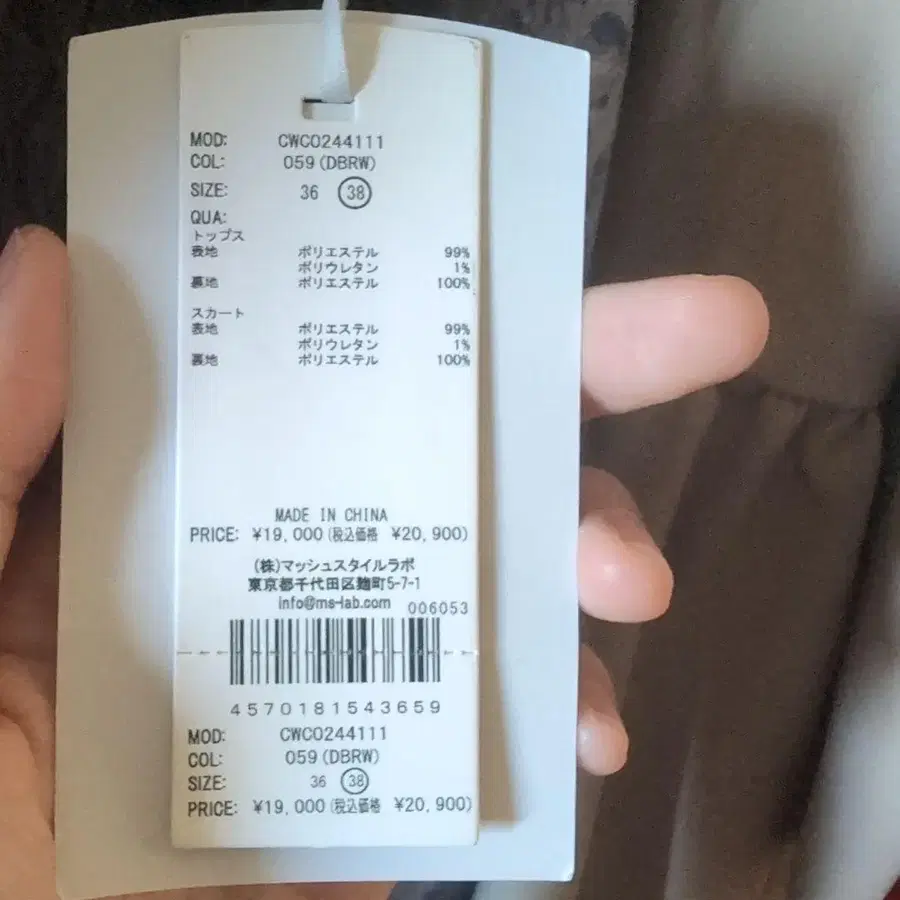 MOD: CWC0244111
COL: 059(DBRW)
SIZE: 36 38
QUA:
トップス
表地 ポリエステル 99%
ポリウレタン 1%
裏地 ポリエステル 100%
スカート
表地 ポリエステル 99%
ポリウレタン 1%
裏地 ポリエステル 100%
MADE IN CHINA
PRICE: ¥19,000(税込価格 ¥20,900)
(株)マッシュスタイルラボ
東京都千代田区麹町5-7-1
info@ms-lab.com 006053
4570181543659
MOD: CWC0244111
COL: 059(DBRW)
SIZE: 36 38
PRICE: ¥19,000(税込価格 ¥20,900)